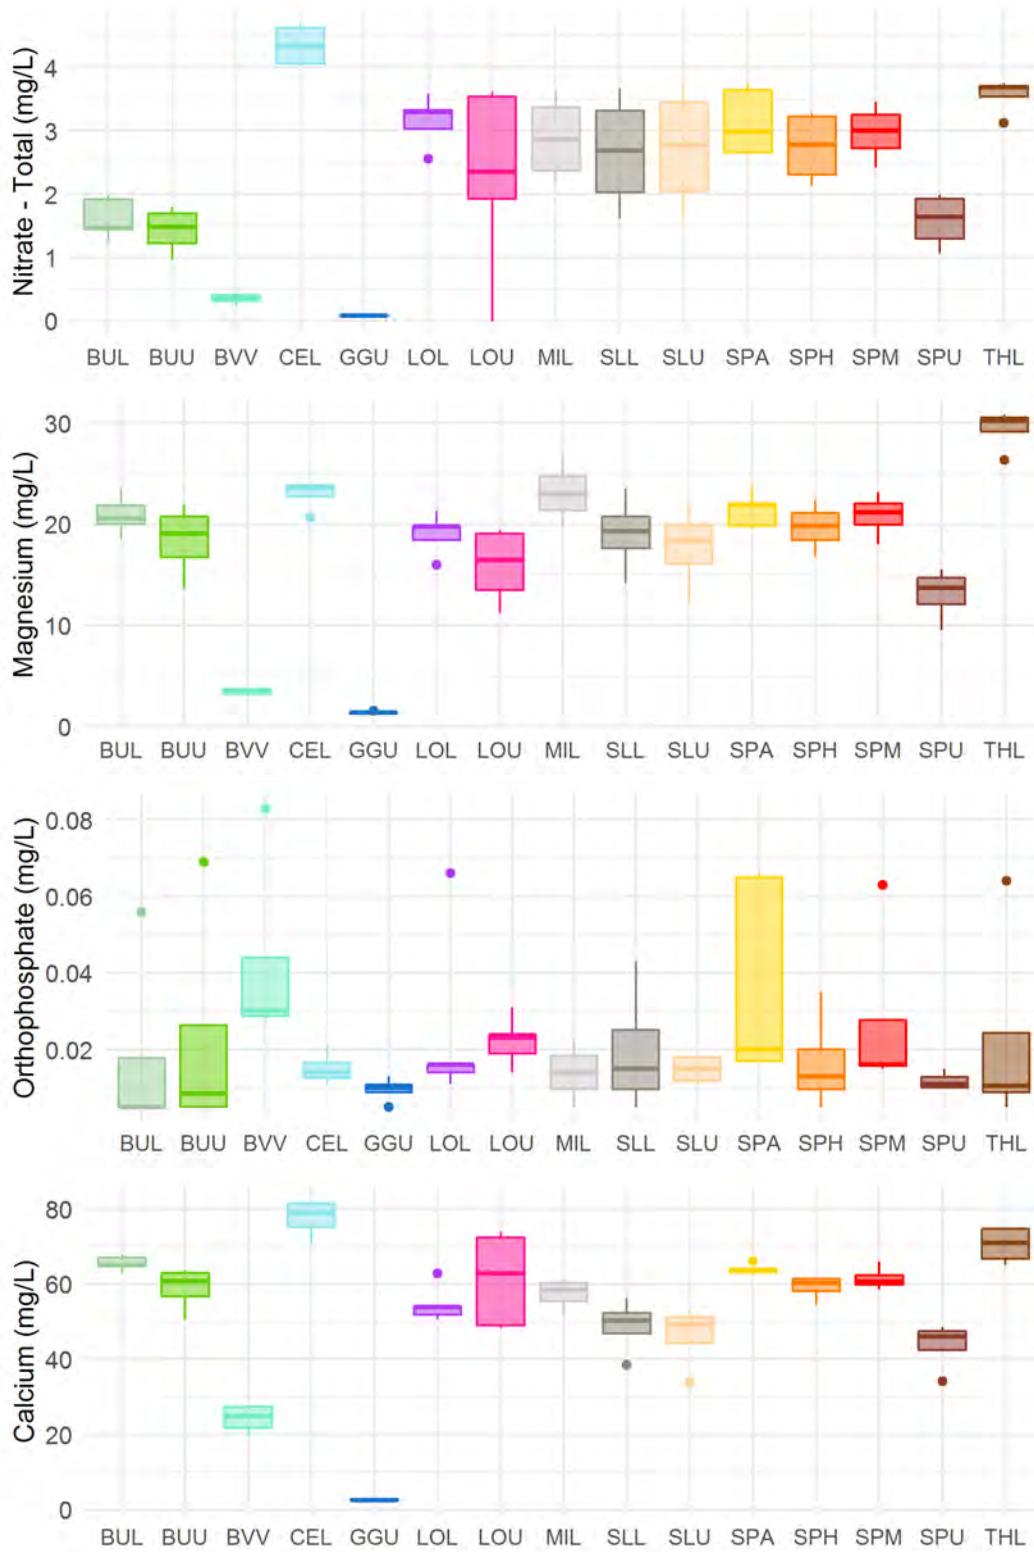 Nitrate - Total (mg/L)
4
3
2
1
0
BUL BUU BVV CEL GGU LOL LOU MIL SLL SLU SPA SPH SPM SPU THL
Magnesium (mg/L)
30
20
10
0
BUL BUU BVV CEL GGU LOL LOU MIL SLL SLU SPA SPH SPM SPU THL
Orthophosphate (mg/L)
0.08
0.06
0.04
0.02
BUL BUU BVV CEL GGU LOL LOU MIL SLL SLU SPA SPH SPM SPU THL
Calcium (mg/L)
80
60
40
20
0
BUL BUU BVV CEL GGU LOL LOU MIL SLL SLU SPA SPH SPM SPU THL